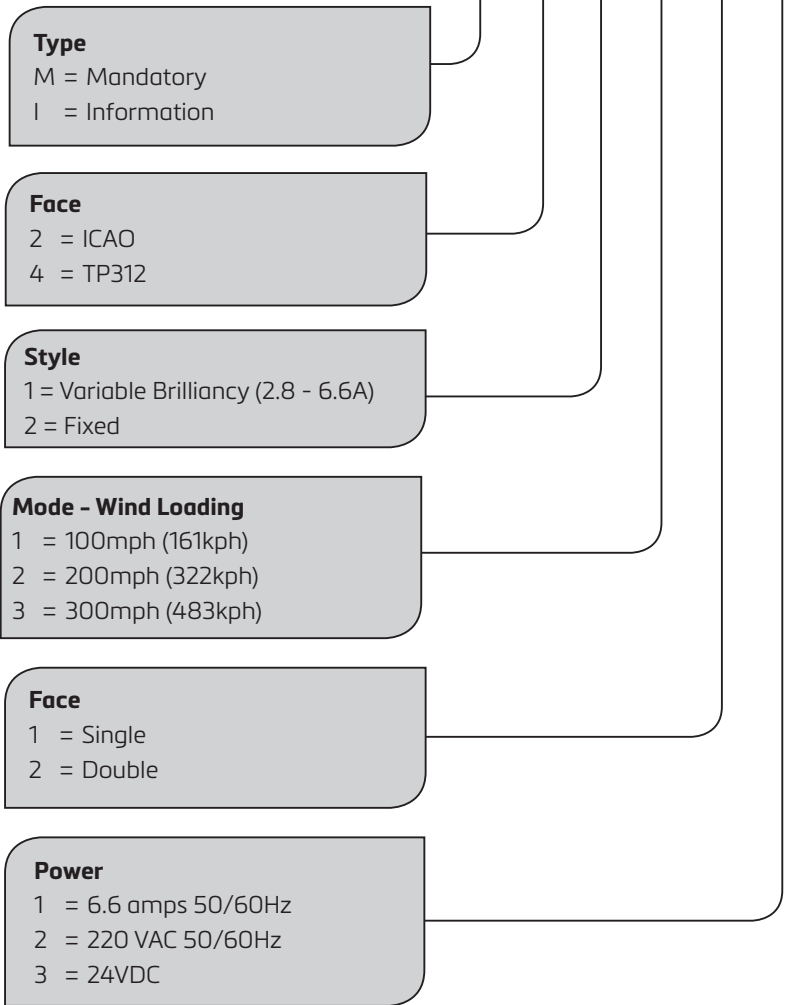 Type
M = Mandatory
I = Information
Face
2 = ICAO
4 = TP312
Style
1 = Variable Brilliancy (2.8 - 6.6A)
2 = Fixed
Mode - Wind Loading
1 = 100mph (161kph)
2 = 200mph (322kph)
3 = 300mph (483kph)
Face
1 = Single
2 = Double
Power
1 = 6.6 amps 50/60Hz
2 = 220 VAC 50/60Hz
3 = 24VDC